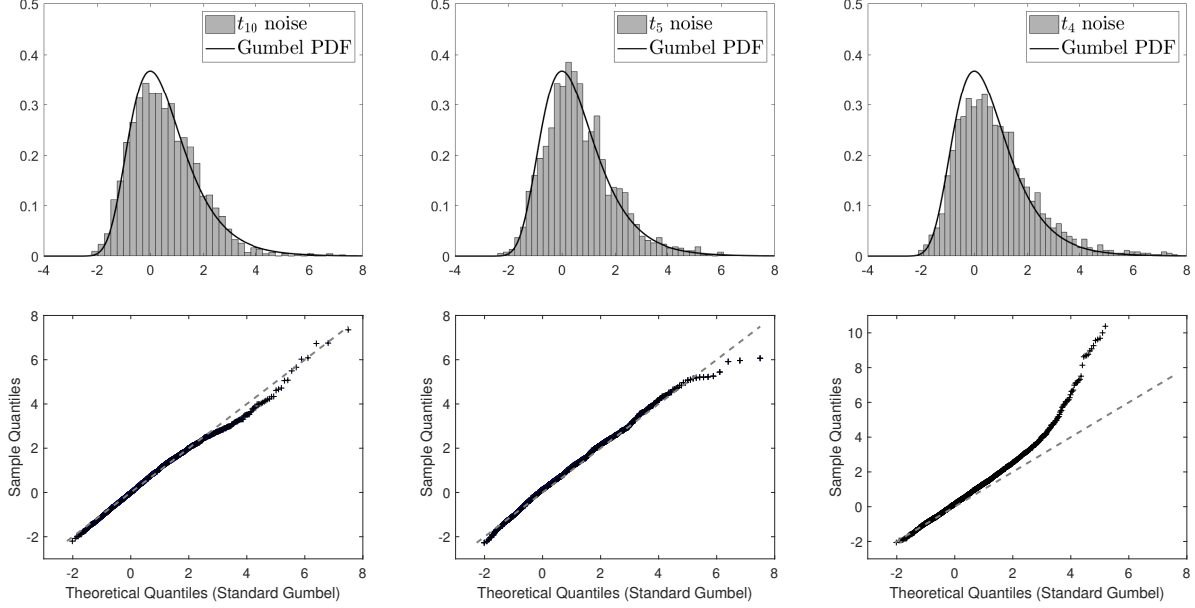 0.5
0.4
0.3
0.2
0.1
0
-4 -2 0 2 4 6 8
t10 noise
Gumbel PDF
0.5
0.4
0.3
0.2
0.1
0
-4 -2 0 2 4 6 8
t5 noise
Gumbel PDF
0.5
0.4
0.3
0.2
0.1
0
-4 -2 0 2 4 6 8
t4 noise
Gumbel PDF
8
6
4
2
0
-2
Sample Quantiles
-2 0 2 4 6 8
Theoretical Quantiles (Standard Gumbel)
8
6
4
2
0
-2
Sample Quantiles
-2 0 2 4 6 8
Theoretical Quantiles (Standard Gumbel)
10
8
6
4
2
0
-2
Sample Quantiles
-2 0 2 4 6 8
Theoretical Quantiles (Standard Gumbel)